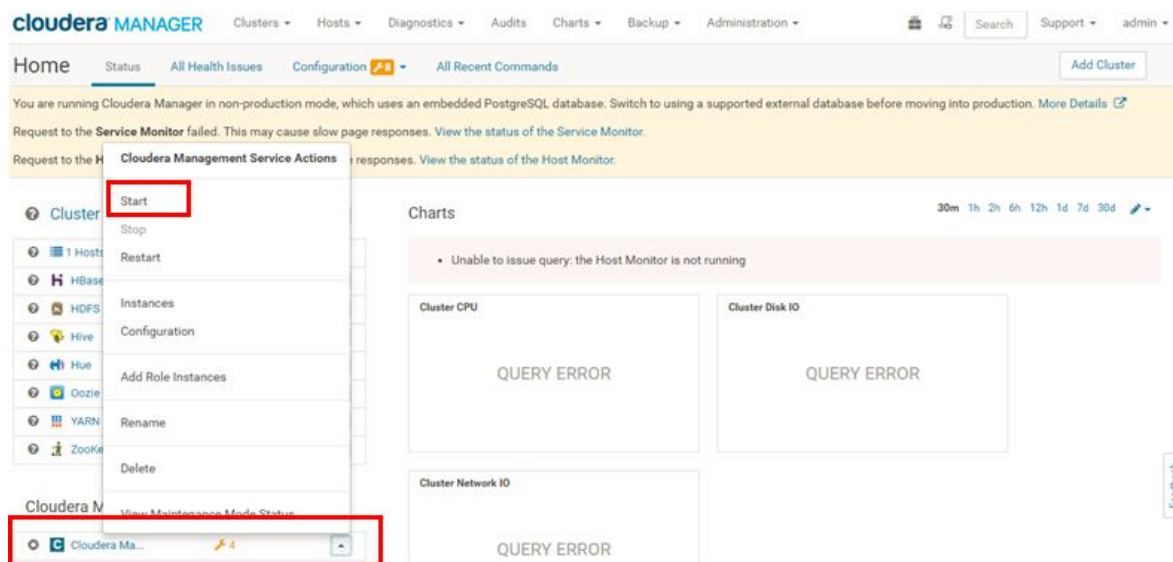 cloudera MANAGER Clusters Hosts Diagnostics Audits Charts Backup Administration Search Support admin
Home Status All Health Issues Configuration 8 All Recent Commands Add Cluster
You are running Cloudera Manager in non-production mode, which uses an embedded PostgreSQL database. Switch to using a supported external database before moving into production. More Details
Request to the Service Monitor failed. This may cause slow page responses. View the status of the Service Monitor.
Request to the H responses. View the status of the Host Monitor.
Cloudera Management Service Actions
Start
Stop
Restart
Instances
Configuration
Add Role Instances
Rename
Delete
View Maintenance Mode Status
Cluster
1 Hosts
HBase
HDFS
Hive
Hue
Oozie
YARN
ZooKe
Cloudera M
Cloudera Ma... 4
Charts
30m 1h 2h 6h 12h 1d 7d 30d
Unable to issue query: the Host Monitor is not running
Cluster CPU
QUERY ERROR
Cluster Disk IO
QUERY ERROR
Cluster Network IO
QUERY ERROR